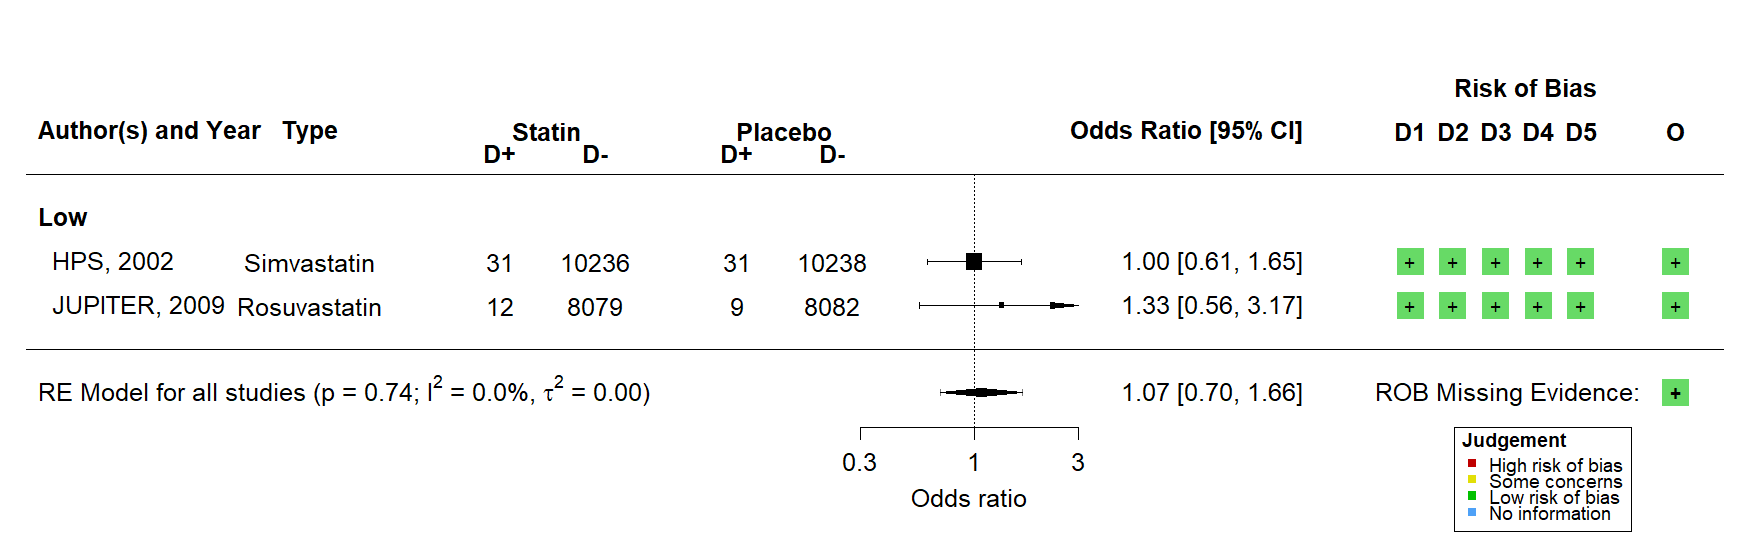 Risk of Bias
Author(s) and Year Type Statin Placebo Odds Ratio [95% CI] D1 D2 D3 D4 D5 O
D+ D- D+ D-
Low
HPS, 2002 Simvastatin 31 10236 31 10238 1.00 [0.61, 1.65] + + + + + +
JUPITER, 2009 Rosuvastatin 12 8079 9 8082 1.33 [0.56, 3.17] + + + + + +
RE Model for all studies (p = 0.74; I² = 0.0%, τ² = 0.00) 1.07 [0.70, 1.66] ROB Missing Evidence: +
0.3 1 3
Odds ratio
Judgement
High risk of bias
Some concerns
Low risk of bias
No information